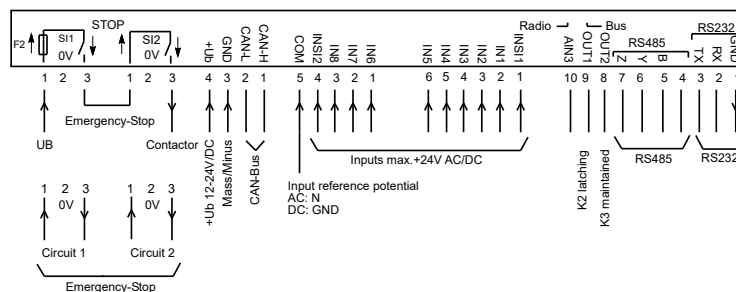 STOP
F2
SI1
0V
SI2
0V
+Ub
GND
CAN-L
CAN-H
COM
INSI2
IN8
IN7
IN6
IN5
IN4
IN3
IN2
IN1
INSI1
Radio
AIN3
OUT1
Bus
OUT2
RS485
Z
Y
B
RS232
TX
RX
GND
1 2 3 1 2 3 4 3 2 1 5 4 3 2 1 6 5 4 3 2 1 10 9 8 7 6 5 4 3 2 1
Emergency-Stop
UB
Contactor
+Ub 12-24V/DC
Mass/Minus
CAN-Bus
Inputs max.+24V AC/DC
Input reference potential
AC: N
DC: GND
K2 latching
K3 maintained
RS485
RS232
1 2 3 1 2 3
0V 0V
Circuit 1 Circuit 2
Emergency-Stop